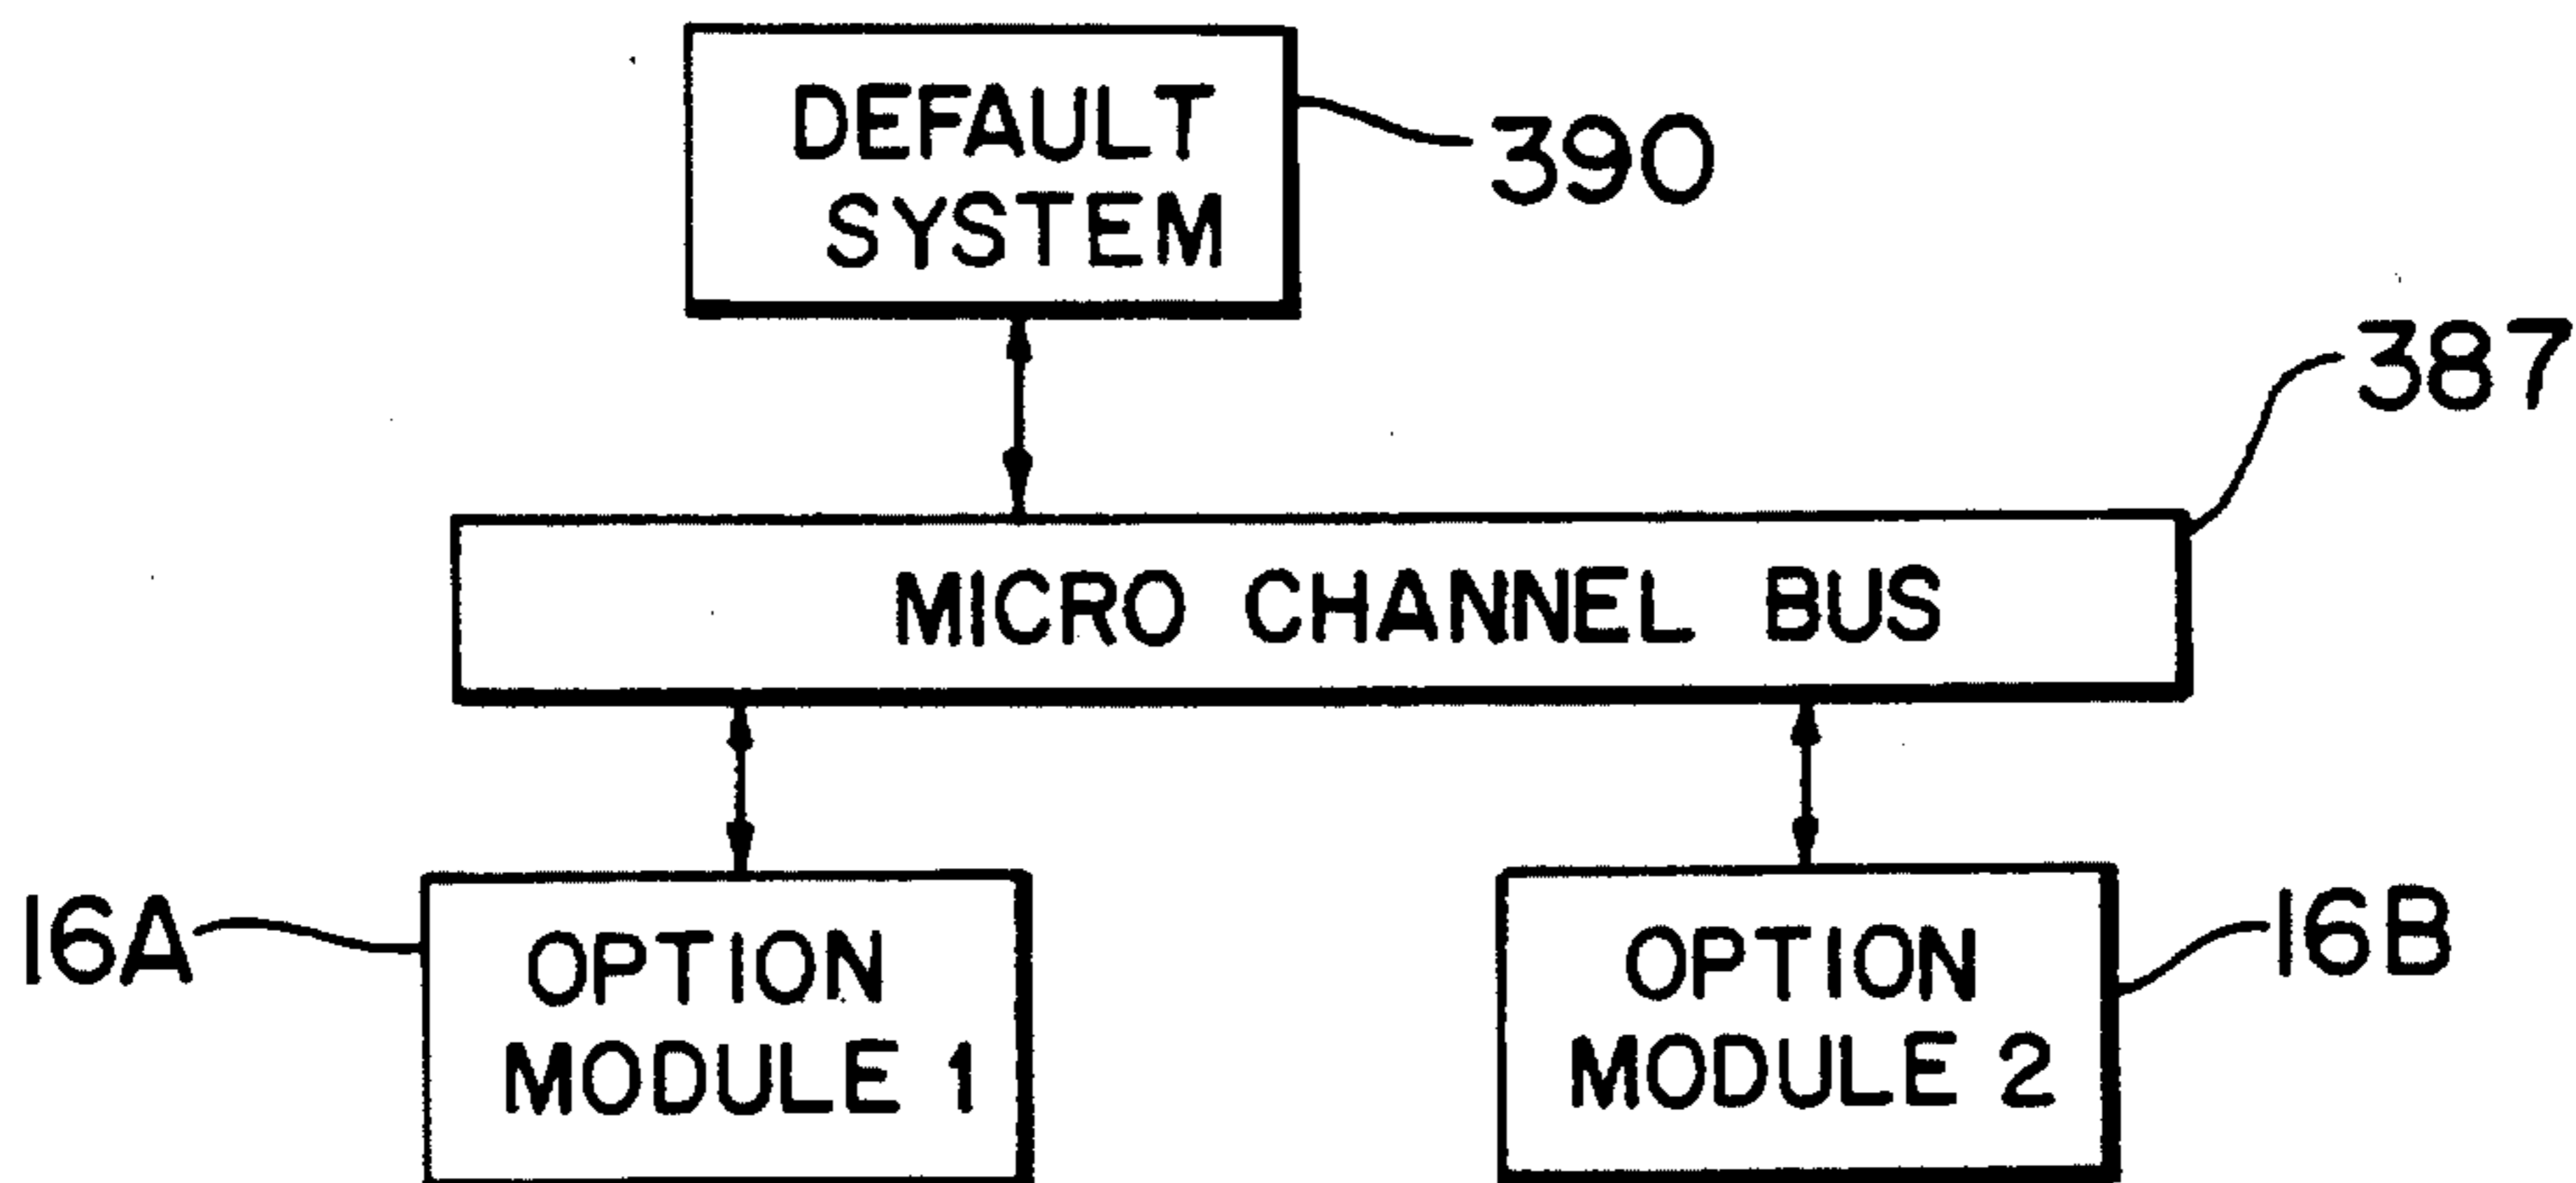 DEFAULT
SYSTEM
390
387
MICRO CHANNEL BUS
16A
OPTION
MODULE 1
OPTION
MODULE 2
16B